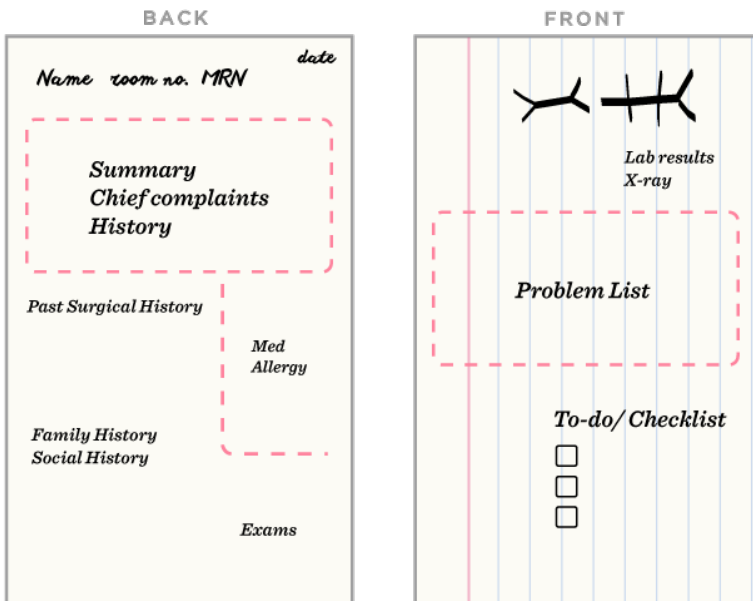 BACK
date
Name room no. MRN
Summary
Chief complaints
History
Past Surgical History
Med
Allergy
Family History
Social History
Exams
FRONT
Lab results
X-ray
Problem List
To-do/ Checklist